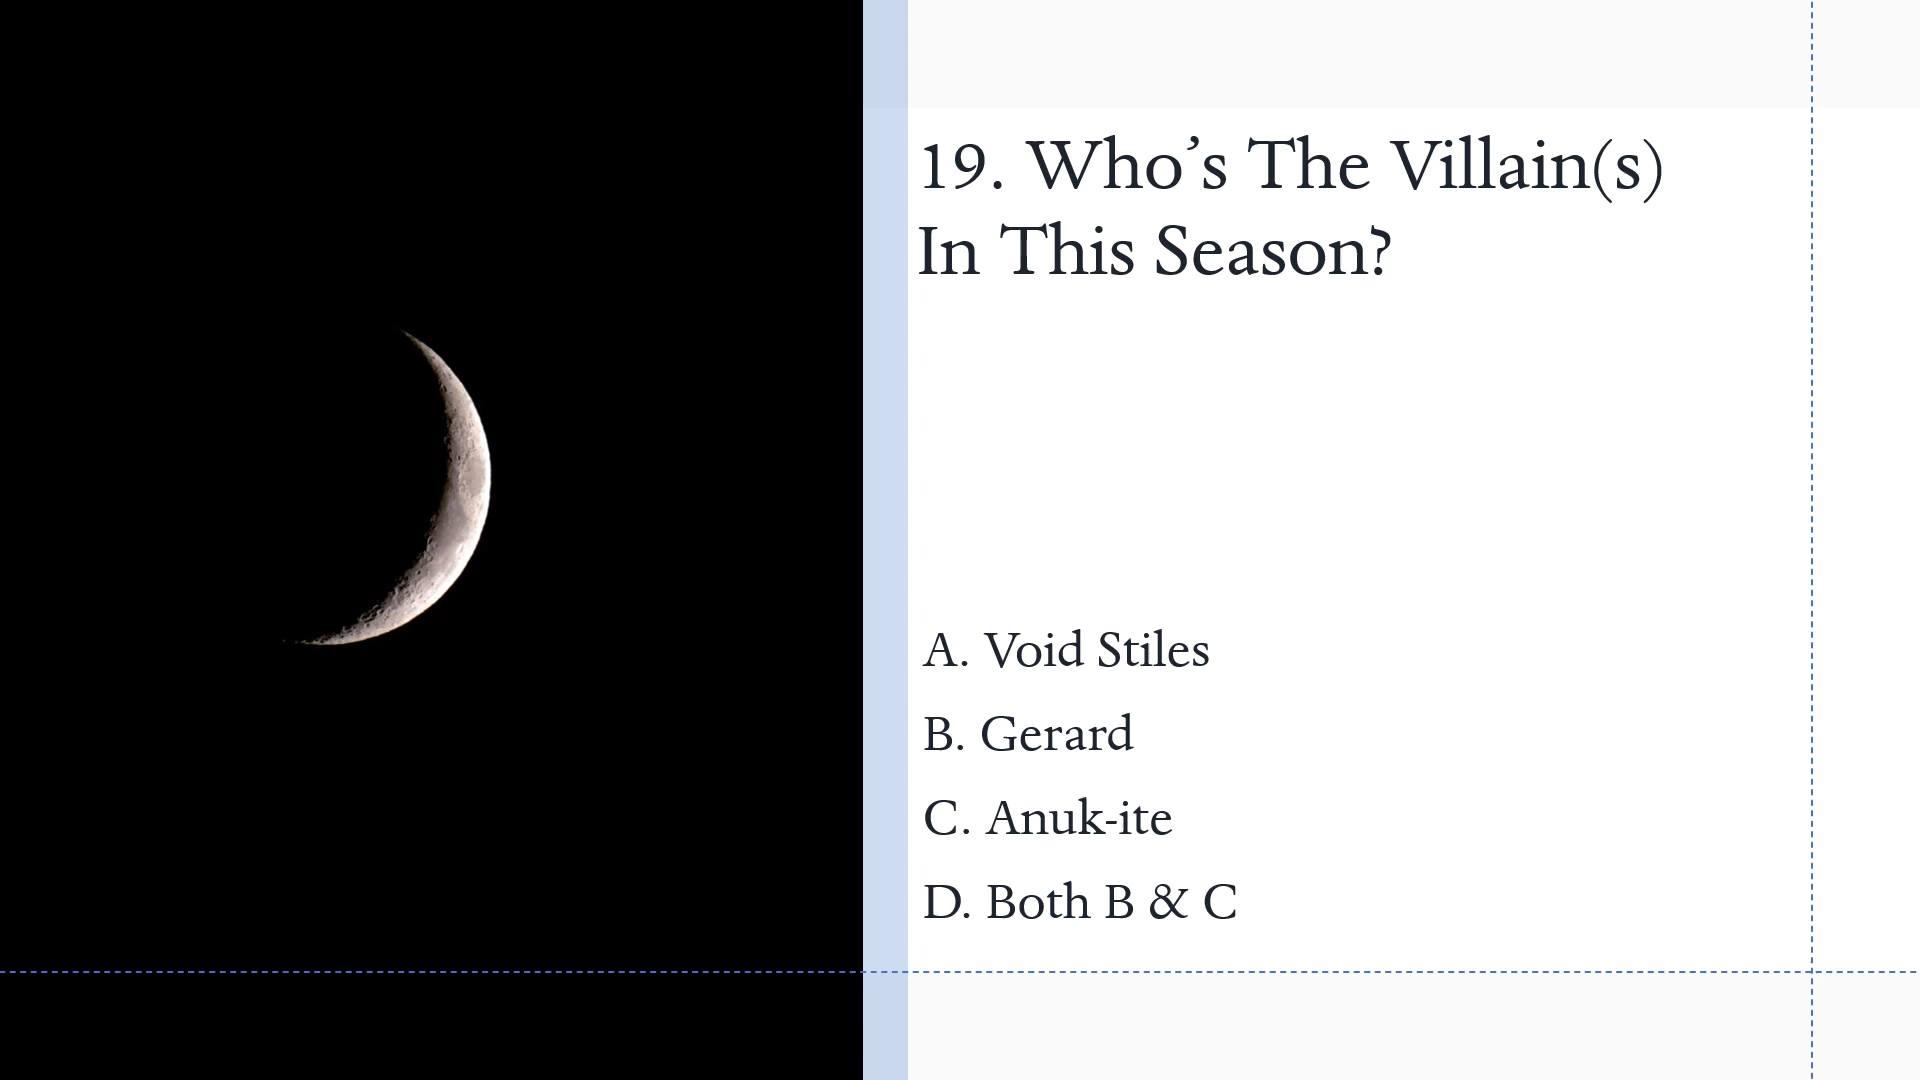 19. Who’s The Villain(s)
In This Season?
A. Void Stiles
B. Gerard
C. Anuk-ite
D. Both B & C